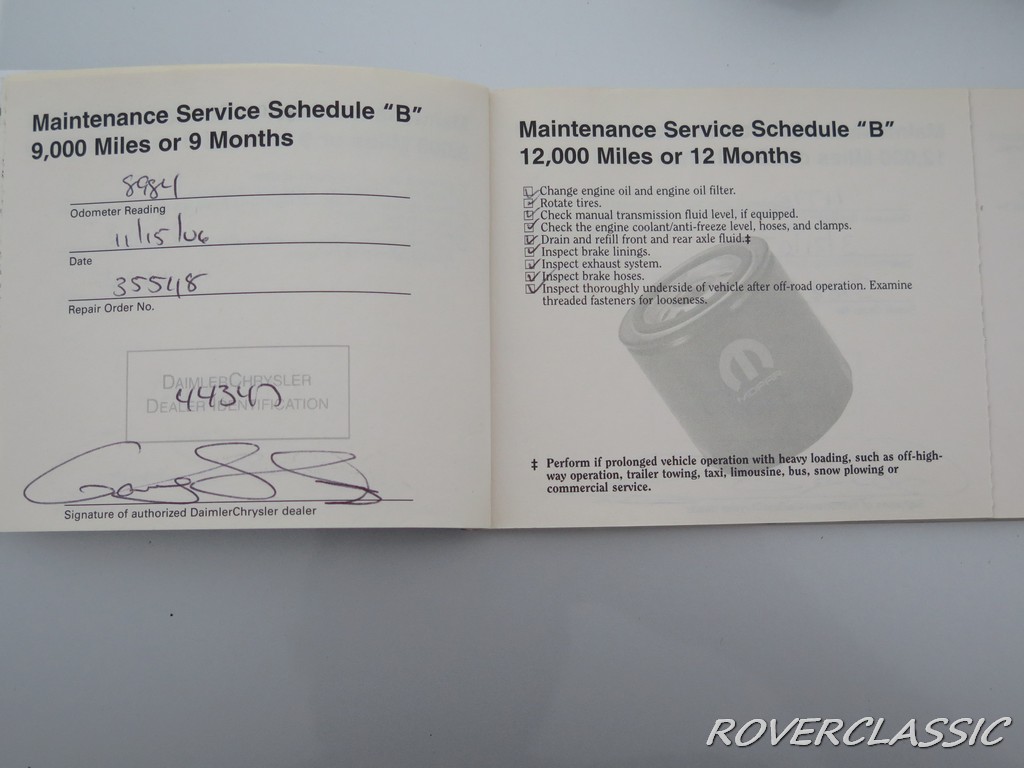 Maintenance Service Schedule “B”
9,000 Miles or 9 Months
8984
Odometer Reading
11/15/06
Date
35548
Repair Order No.
DAIMLERCHRYSLER
DEALER IDENTIFICATION
44347
Signature of authorized DaimlerChrysler dealer
Maintenance Service Schedule “B”
12,000 Miles or 12 Months
Change engine oil and engine oil filter.
Rotate tires.
Check manual transmission fluid level, if equipped.
Check the engine coolant/anti-freeze level, hoses, and clamps.
Drain and refill front and rear axle fluid.‡
Inspect brake linings.
Inspect exhaust system.
Inspect brake hoses.
Inspect thoroughly underside of vehicle after off-road operation. Examine
threaded fasteners for looseness.
‡ Perform if prolonged vehicle operation with heavy loading, such as off-high-
way operation, trailer towing, taxi, limousine, bus, snow plowing or
commercial service.
ROVERCLASSIC